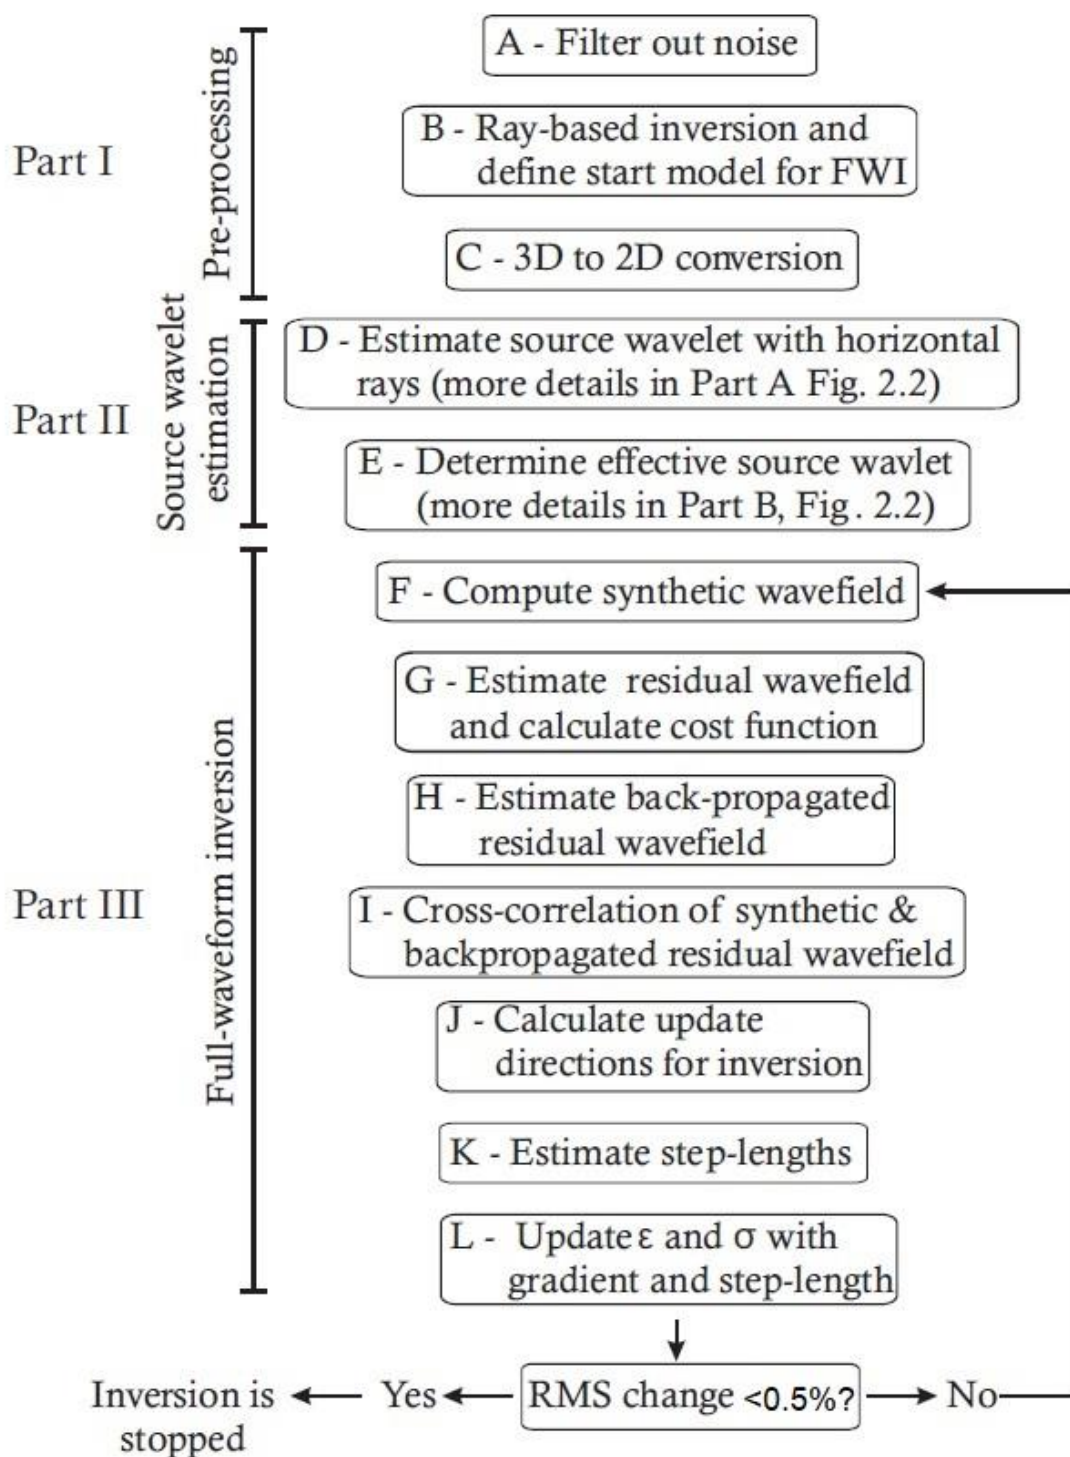 A - Filter out noise
B - Ray-based inversion and
define start model for FWI
C - 3D to 2D conversion
Part I
Pre-processing
D - Estimate source wavelet with horizontal
rays (more details in Part A Fig. 2.2)
E - Determine effective source wavlet
(more details in Part B, Fig. 2.2)
Part II
Source wavelet
estimation
F - Compute synthetic wavefield
G - Estimate residual wavefield
and calculate cost function
H - Estimate back-propagated
residual wavefield
I - Cross-correlation of synthetic &
backpropagated residual wavefield
J - Calculate update
directions for inversion
K - Estimate step-lengths
L - Update ε and σ with
gradient and step-length
Part III
Full-waveform inversion
RMS change <0.5%?
Yes
No
Inversion is
stopped